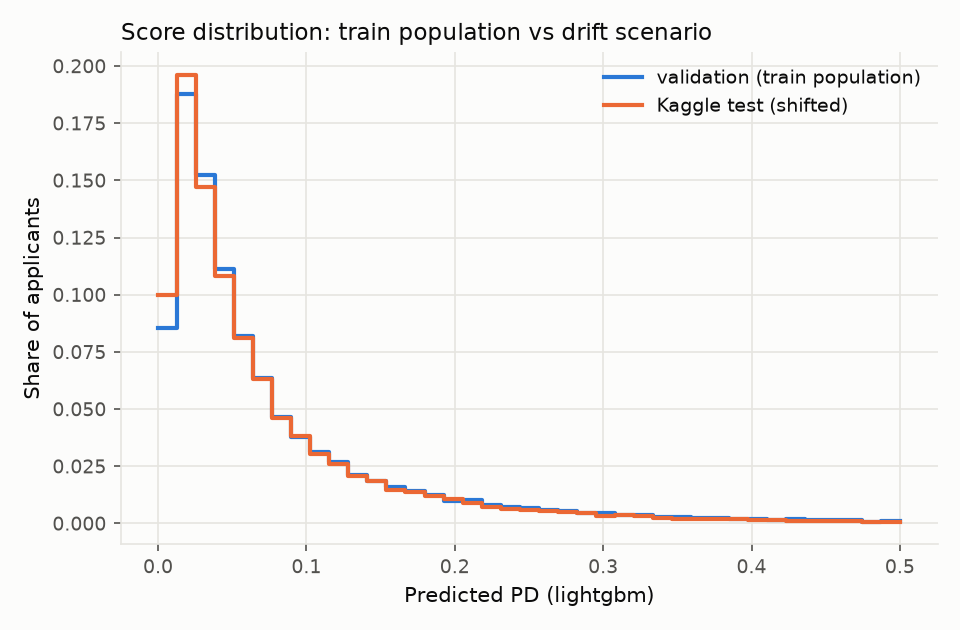 Score distribution: train population vs drift scenario
validation (train population)
Kaggle test (shifted)
Share of applicants
0.200
0.175
0.150
0.125
0.100
0.075
0.050
0.025
0.000
0.0 0.1 0.2 0.3 0.4 0.5
Predicted PD (lightgbm)